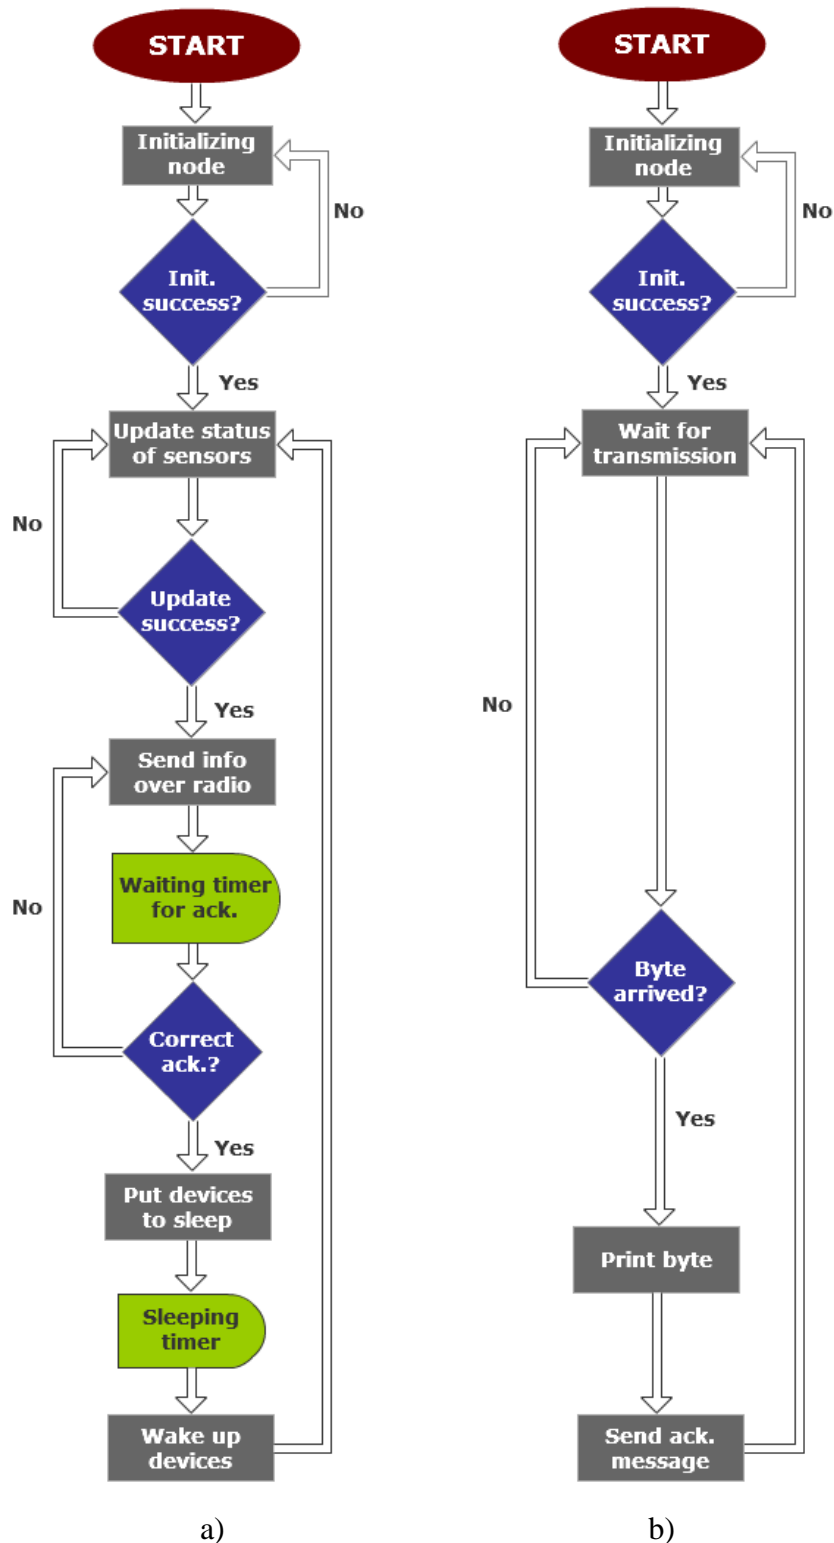 START
Initializing
node
No
Init.
success?
Yes
Update status
of sensors
No
Update
success?
Yes
Send info
over radio
Waiting timer
for ack.
No
Correct
ack.?
Yes
Put devices
to sleep
Sleeping
timer
Wake up
devices
a)
START
Initializing
node
No
Init.
success?
Yes
Wait for
transmission
No
Byte
arrived?
Yes
Print byte
Send ack.
message
b)